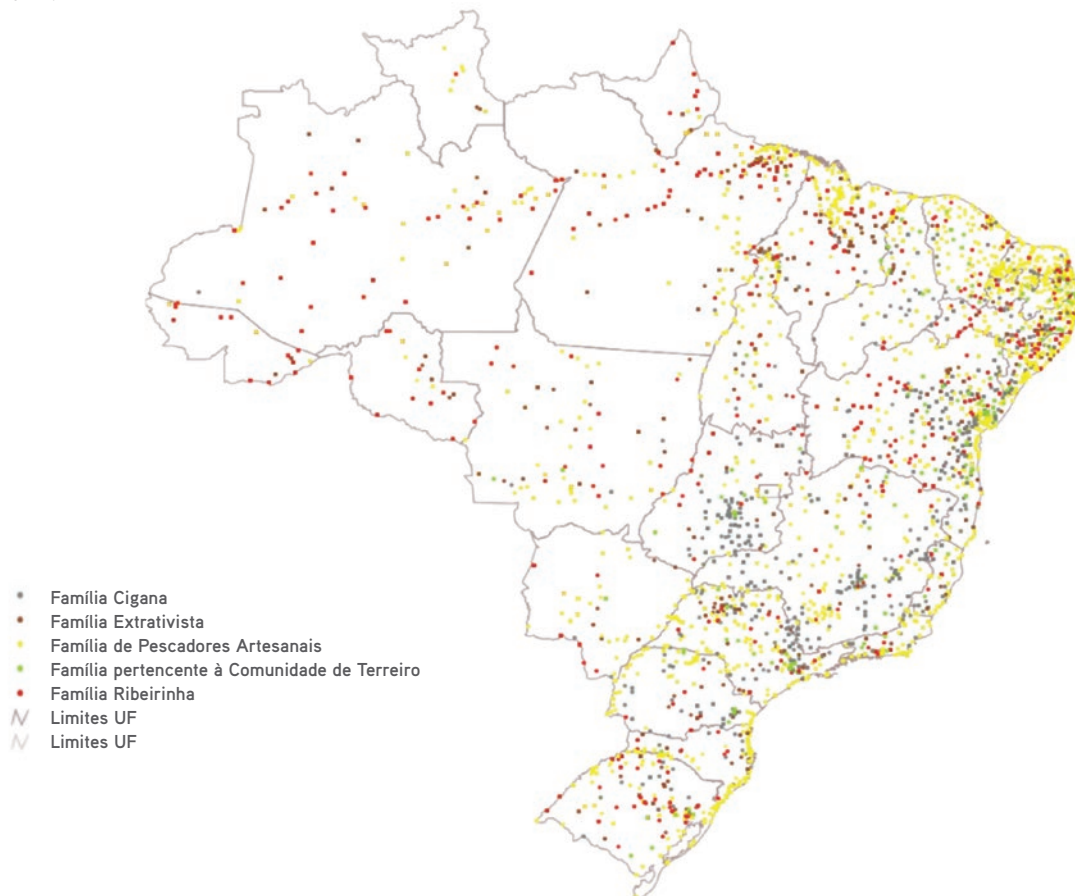 Família Cigana
Família Extrativista
Família de Pescadores Artesanais
Família pertencente à Comunidade de Terreiro
Família Ribeirinha
Limites UF
Limites UF